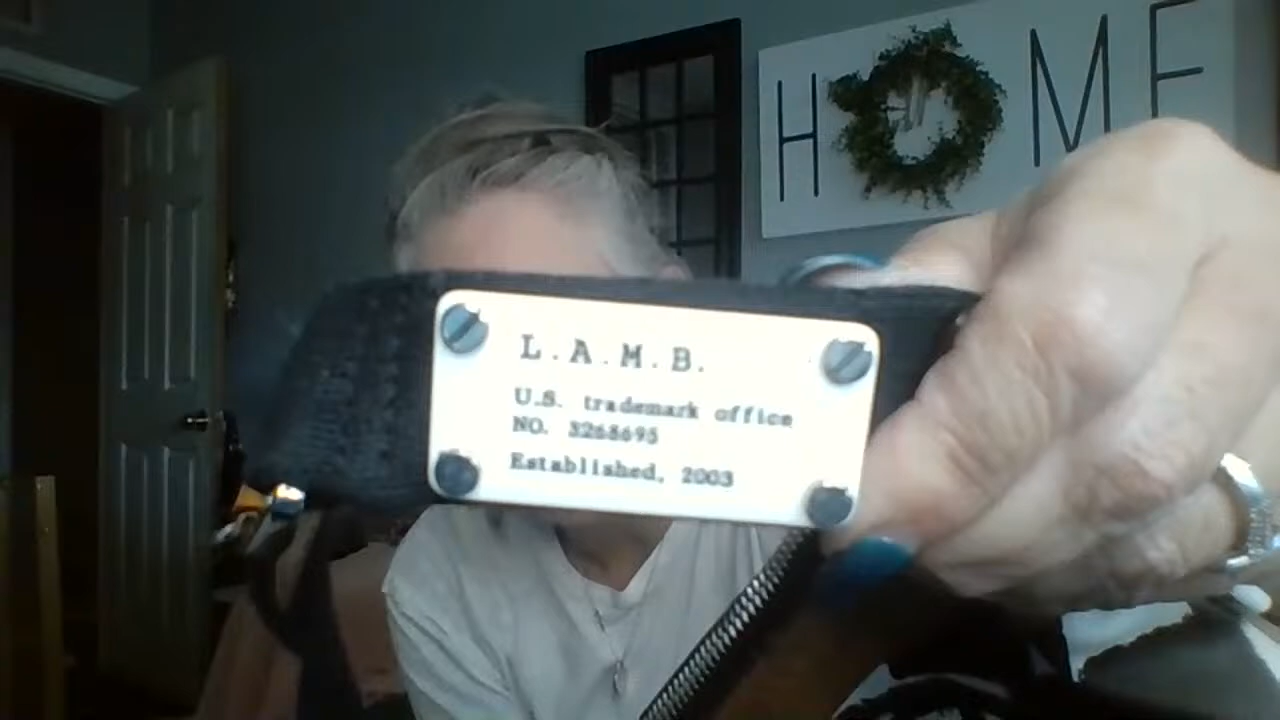 HOME
L.A.M.B.
U.S. trademark office
NO. 3268695
Established, 2003